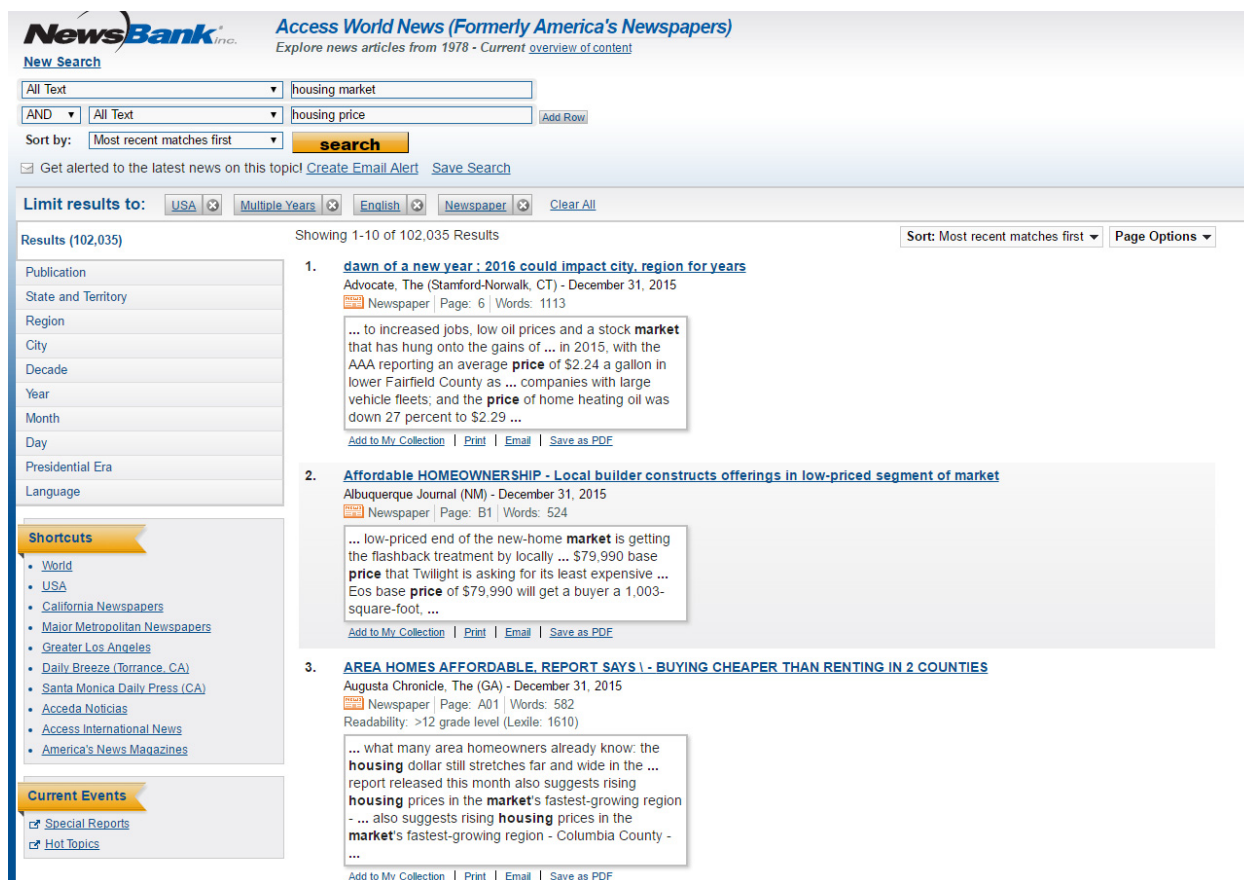 NewsBank inc.
Access World News (Formerly America's Newspapers)
Explore news articles from 1978 - Current overview of content
New Search
All Text housing market
AND All Text housing price Add Row
Sort by: Most recent matches first search
Get alerted to the latest news on this topic! Create Email Alert Save Search
Limit results to: USA Multiple Years English Newspaper Clear All
Results (102,035)
Publication
State and Territory
Region
City
Decade
Year
Month
Day
Presidential Era
Language
Shortcuts
World
USA
California Newspapers
Major Metropolitan Newspapers
Greater Los Angeles
Daily Breeze (Torrance, CA)
Santa Monica Daily Press (CA)
Acceda Noticias
Access International News
America's News Magazines
Current Events
Special Reports
Hot Topics
Showing 1-10 of 102,035 Results
Sort: Most recent matches first Page Options
1. dawn of a new year ; 2016 could impact city, region for years
Advocate, The (Stamford-Norwalk, CT) - December 31, 2015
Newspaper Page: 6 Words: 1113
... to increased jobs, low oil prices and a stock market
that has hung onto the gains of ... in 2015, with the
AAA reporting an average price of $2.24 a gallon in
lower Fairfield County as ... companies with large
vehicle fleets; and the price of home heating oil was
down 27 percent to $2.29 ...
Add to My Collection | Print | Email | Save as PDF
2. Affordable HOMEOWNERSHIP - Local builder constructs offerings in low-priced segment of market
Albuquerque Journal (NM) - December 31, 2015
Newspaper Page: B1 Words: 524
... low-priced end of the new-home market is getting
the flashback treatment by locally ... $79,990 base
price that Twilight is asking for its least expensive ...
Eos base price of $79,990 will get a buyer a 1,003-
square-foot, ...
Add to My Collection | Print | Email | Save as PDF
3. AREA HOMES AFFORDABLE, REPORT SAYS \ - BUYING CHEAPER THAN RENTING IN 2 COUNTIES
Augusta Chronicle, The (GA) - December 31, 2015
Newspaper Page: A01 Words: 582
Readability: >12 grade level (Lexile: 1610)
... what many area homeowners already know: the
housing dollar still stretches far and wide in the ...
report released this month also suggests rising
housing prices in the market's fastest-growing region
- ... also suggests rising housing prices in the
market's fastest-growing region - Columbia County -
...
Add to My Collection | Print | Email | Save as PDF